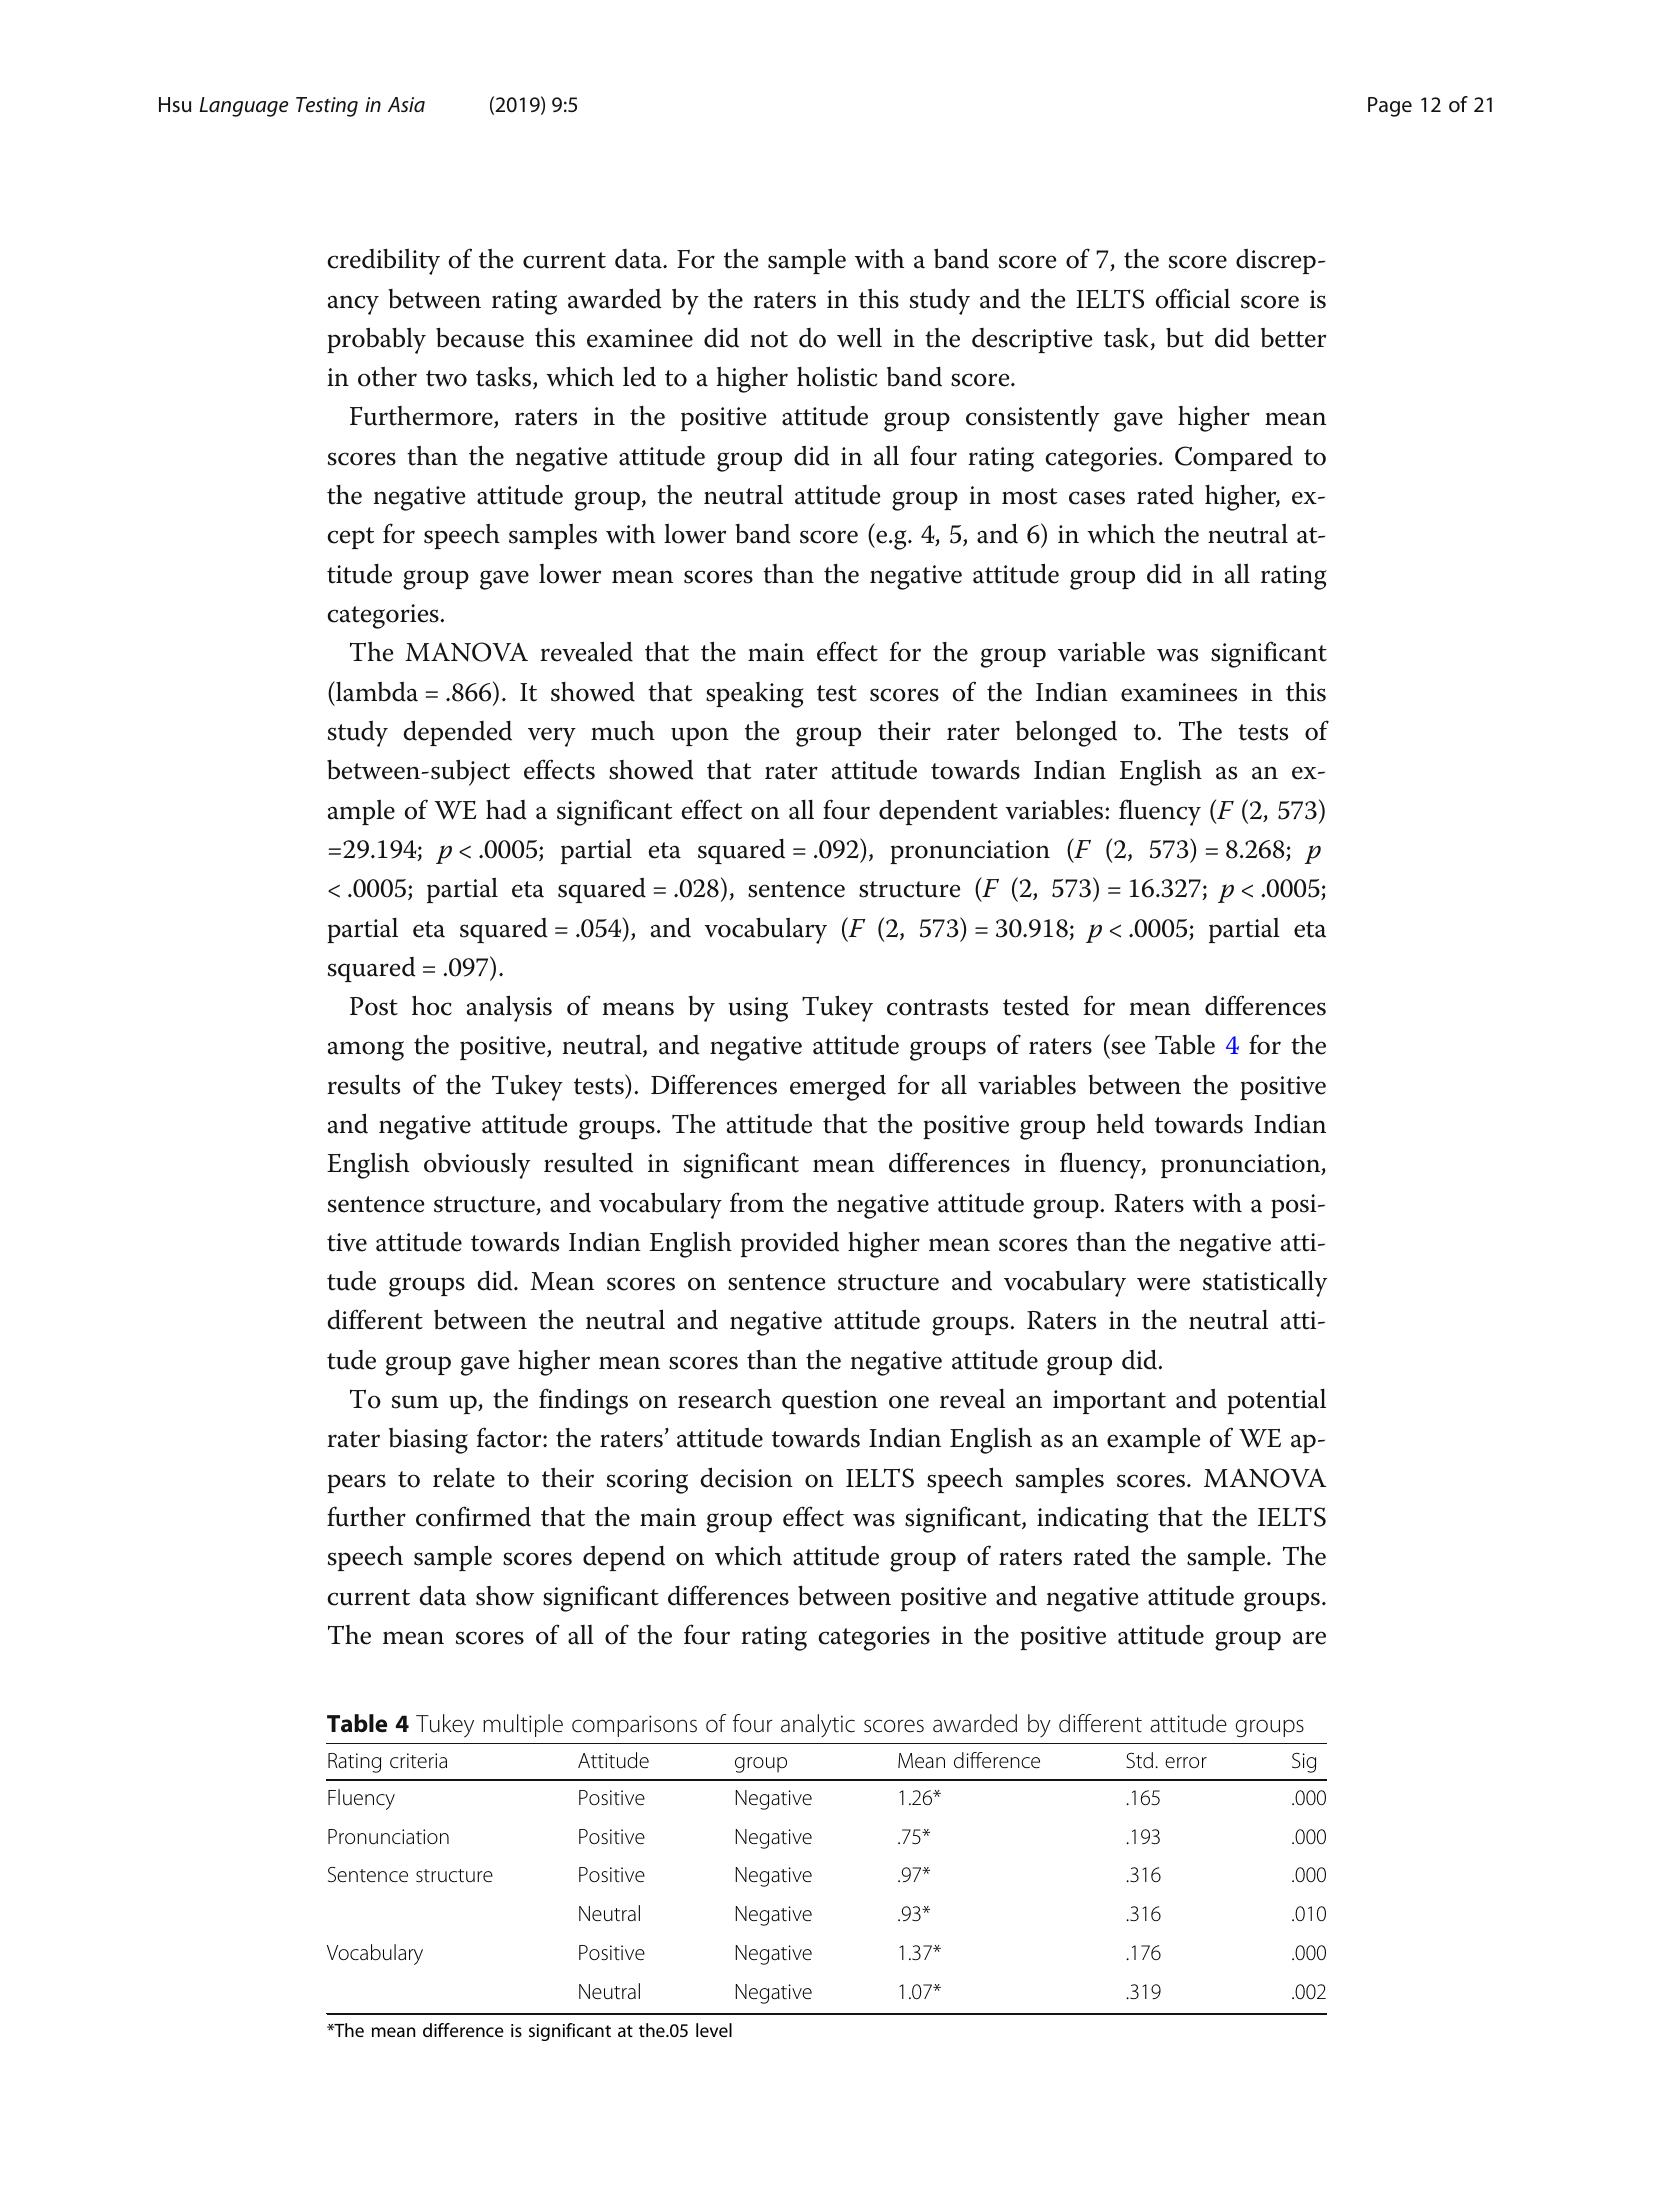 Hsu Language Testing in Asia (2019) 9:5 Page 12 of 21
credibility of the current data. For the sample with a band score of 7, the score discrep-
ancy between rating awarded by the raters in this study and the IELTS official score is
probably because this examinee did not do well in the descriptive task, but did better
in other two tasks, which led to a higher holistic band score.
Furthermore, raters in the positive attitude group consistently gave higher mean
scores than the negative attitude group did in all four rating categories. Compared to
the negative attitude group, the neutral attitude group in most cases rated higher, ex-
cept for speech samples with lower band score (e.g. 4, 5, and 6) in which the neutral at-
titude group gave lower mean scores than the negative attitude group did in all rating
categories.
The MANOVA revealed that the main effect for the group variable was significant
(lambda = .866). It showed that speaking test scores of the Indian examinees in this
study depended very much upon the group their rater belonged to. The tests of
between-subject effects showed that rater attitude towards Indian English as an ex-
ample of WE had a significant effect on all four dependent variables: fluency (F (2, 573)
=29.194; p < .0005; partial eta squared = .092), pronunciation (F (2, 573) = 8.268; p
< .0005; partial eta squared = .028), sentence structure (F (2, 573) = 16.327; p < .0005;
partial eta squared = .054), and vocabulary (F (2, 573) = 30.918; p < .0005; partial eta
squared = .097).
Post hoc analysis of means by using Tukey contrasts tested for mean differences
among the positive, neutral, and negative attitude groups of raters (see Table 4 for the
results of the Tukey tests). Differences emerged for all variables between the positive
and negative attitude groups. The attitude that the positive group held towards Indian
English obviously resulted in significant mean differences in fluency, pronunciation,
sentence structure, and vocabulary from the negative attitude group. Raters with a posi-
tive attitude towards Indian English provided higher mean scores than the negative atti-
tude groups did. Mean scores on sentence structure and vocabulary were statistically
different between the neutral and negative attitude groups. Raters in the neutral atti-
tude group gave higher mean scores than the negative attitude group did.
To sum up, the findings on research question one reveal an important and potential
rater biasing factor: the raters’ attitude towards Indian English as an example of WE ap-
pears to relate to their scoring decision on IELTS speech samples scores. MANOVA
further confirmed that the main group effect was significant, indicating that the IELTS
speech sample scores depend on which attitude group of raters rated the sample. The
current data show significant differences between positive and negative attitude groups.
The mean scores of all of the four rating categories in the positive attitude group are
Table 4 Tukey multiple comparisons of four analytic scores awarded by different attitude groups
Rating criteria Attitude group Mean difference Std. error Sig
Fluency Positive Negative 1.26* .165 .000
Pronunciation Positive Negative .75* .193 .000
Sentence structure Positive Negative .97* .316 .000
Neutral Negative .93* .316 .010
Vocabulary Positive Negative 1.37* .176 .000
Neutral Negative 1.07* .319 .002
*The mean difference is significant at the.05 level